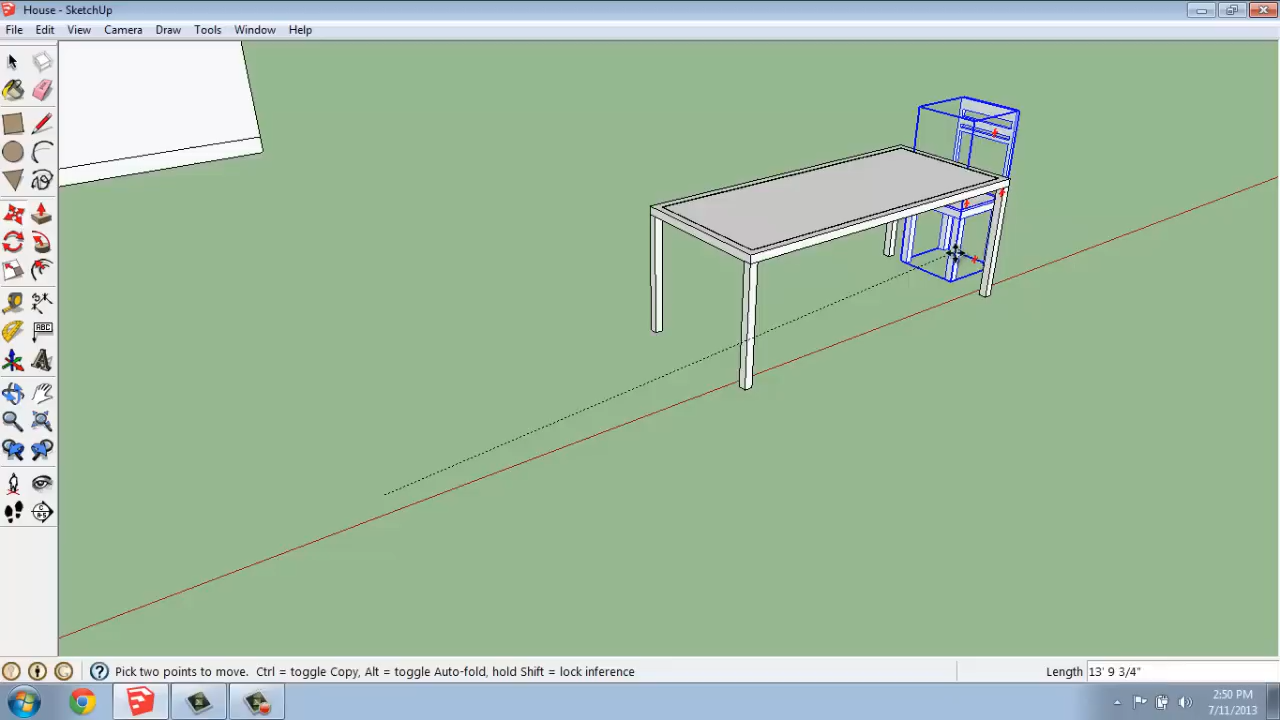 House - SketchUp
File Edit View Camera Draw Tools Window Help
ABC
Pick two points to move. Ctrl = toggle Copy, Alt = toggle Auto-fold, hold Shift = lock inference
Length 13' 9 3/4"
2:50 PM
7/11/2013